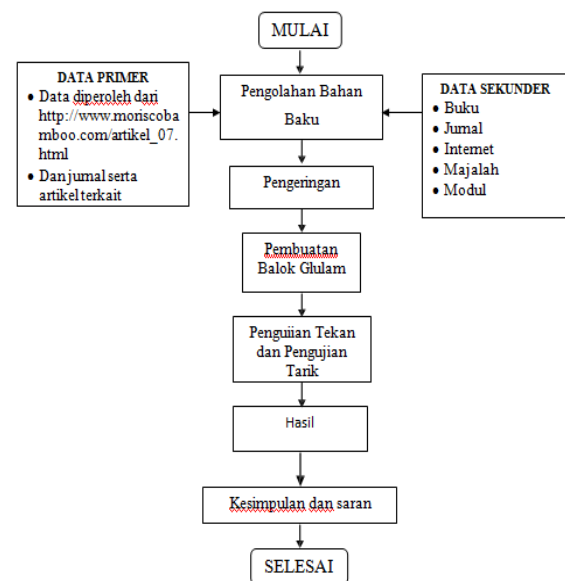 MULAI
DATA PRIMER
• Data diperoleh dari
http://www.moriscoba
mboo.com/artikel_07.
html
• Dan jurnal serta
artikel terkait
Pengolahan Bahan
Baku
DATA SEKUNDER
• Buku
• Jurnal
• Internet
• Majalah
• Modul
Pengeringan
Pembuatan
Balok Glulam
Pengujian Tekan
dan Pengujian
Tarik
Hasil
Kesimpulan dan saran
SELESAI